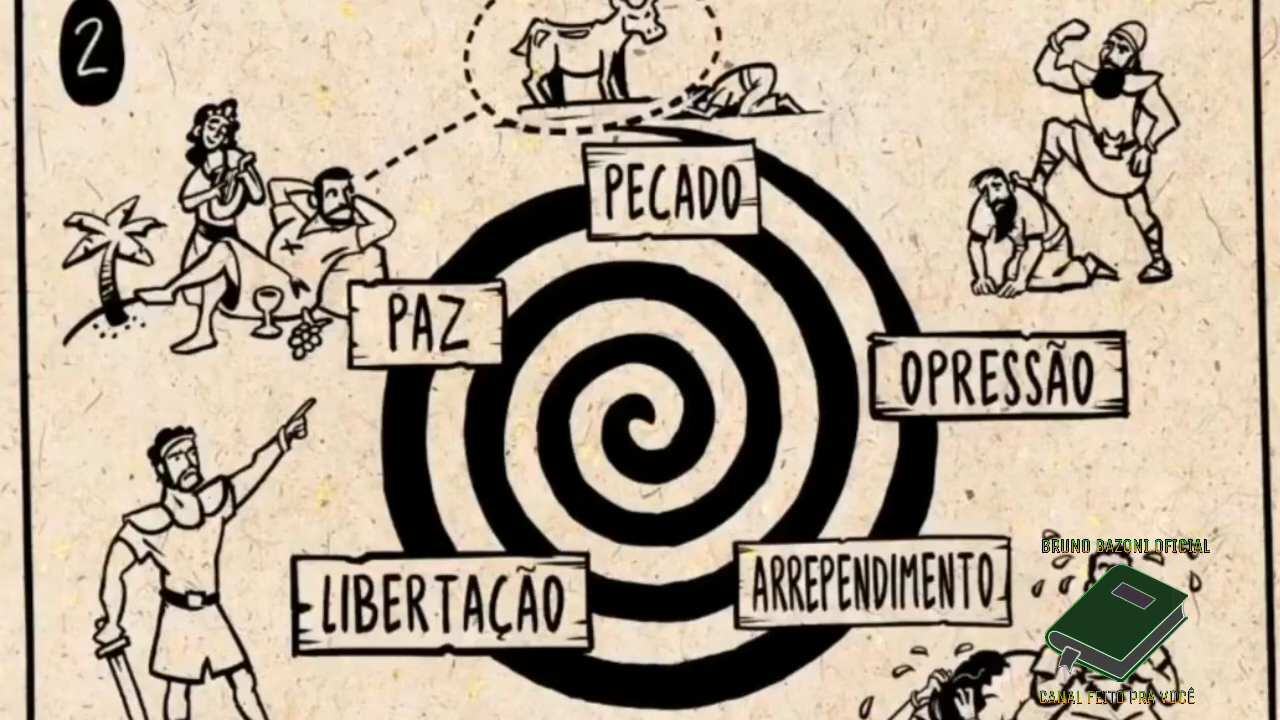 2
PECADO
PAZ
OPRESSÃO
LIBERTAÇÃO
ARREPENDIMENTO
BRUNO BAZONI OFICIAL
CANAL FEITO PRA VOCÊ